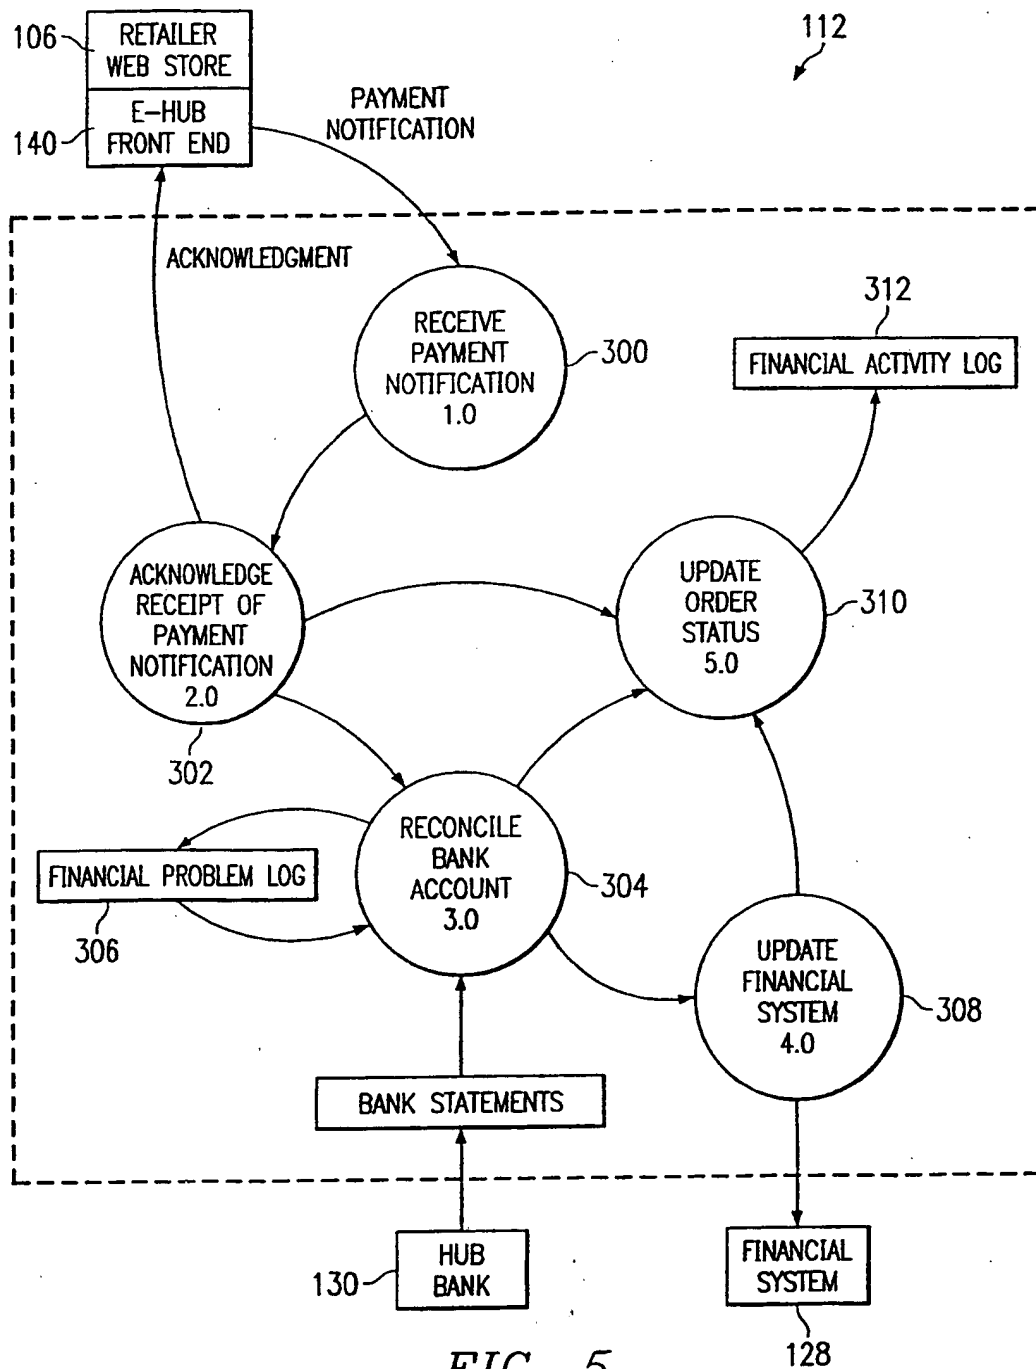 112
106
RETAILER
WEB STORE
140
E-HUB
FRONT END
PAYMENT
NOTIFICATION
ACKNOWLEDGMENT
RECEIVE
PAYMENT
NOTIFICATION
1.0
300
312
FINANCIAL ACTIVITY LOG
ACKNOWLEDGE
RECEIPT OF
PAYMENT
NOTIFICATION
2.0
302
UPDATE
ORDER
STATUS
5.0
310
RECONCILE
BANK
ACCOUNT
3.0
304
FINANCIAL PROBLEM LOG
306
UPDATE
FINANCIAL
SYSTEM
4.0
308
BANK STATEMENTS
HUB
BANK
130
FINANCIAL
SYSTEM
128
FIG. 5